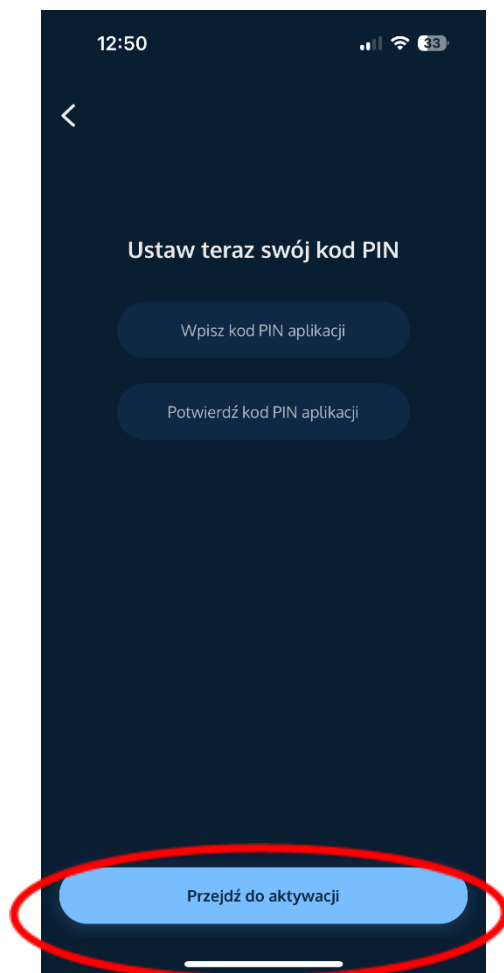 12:50
33
Ustaw teraz swój kod PIN
Wpisz kod PIN aplikacji
Potwierdź kod PIN aplikacji
Przejdź do aktywacji